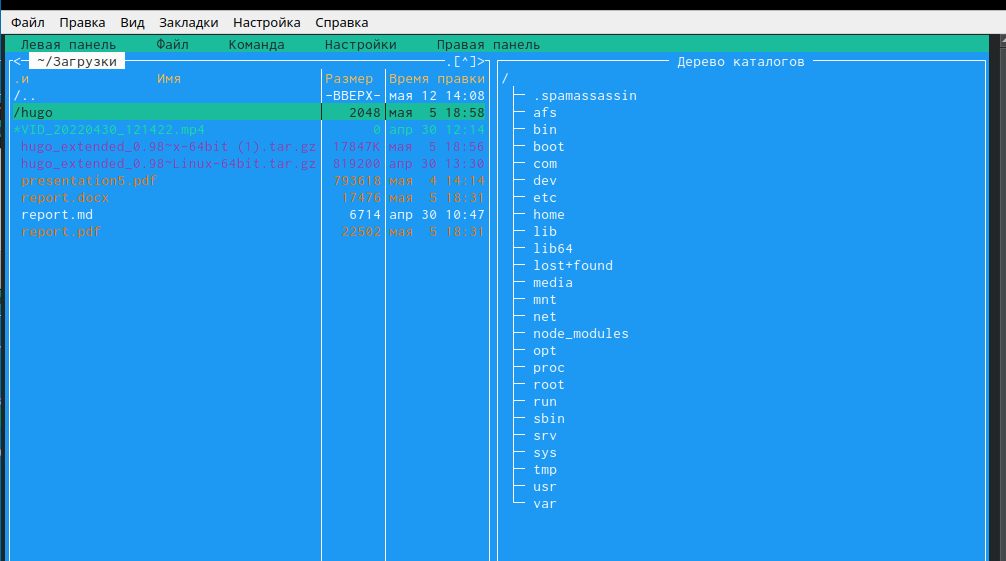 Файл Правка Вид Закладки Настройка Справка
Левая панель Файл Команда Настройки Правая панель
<─ ~/Загрузки .[^]>
Дерево каталогов
.и Имя Размер Время правки
/.. -ВВЕРХ- мая 12 14:08
/hugo 2048 мая 5 18:58
*VID_20220430_121422.mp4 0 апр 30 12:14
hugo_extended_0.98~x-64bit (1).tar.gz 17847K мая 5 18:56
hugo_extended_0.98~Linux-64bit.tar.gz 819200 апр 30 13:30
presentation5.pdf 793618 мая 4 14:14
report.docx 17476 мая 5 18:31
report.md 6714 апр 30 10:47
report.pdf 22502 мая 5 18:31
/
.spamassassin
afs
bin
boot
com
dev
etc
home
lib
lib64
lost+found
media
mnt
net
node_modules
opt
proc
root
run
sbin
srv
sys
tmp
usr
var